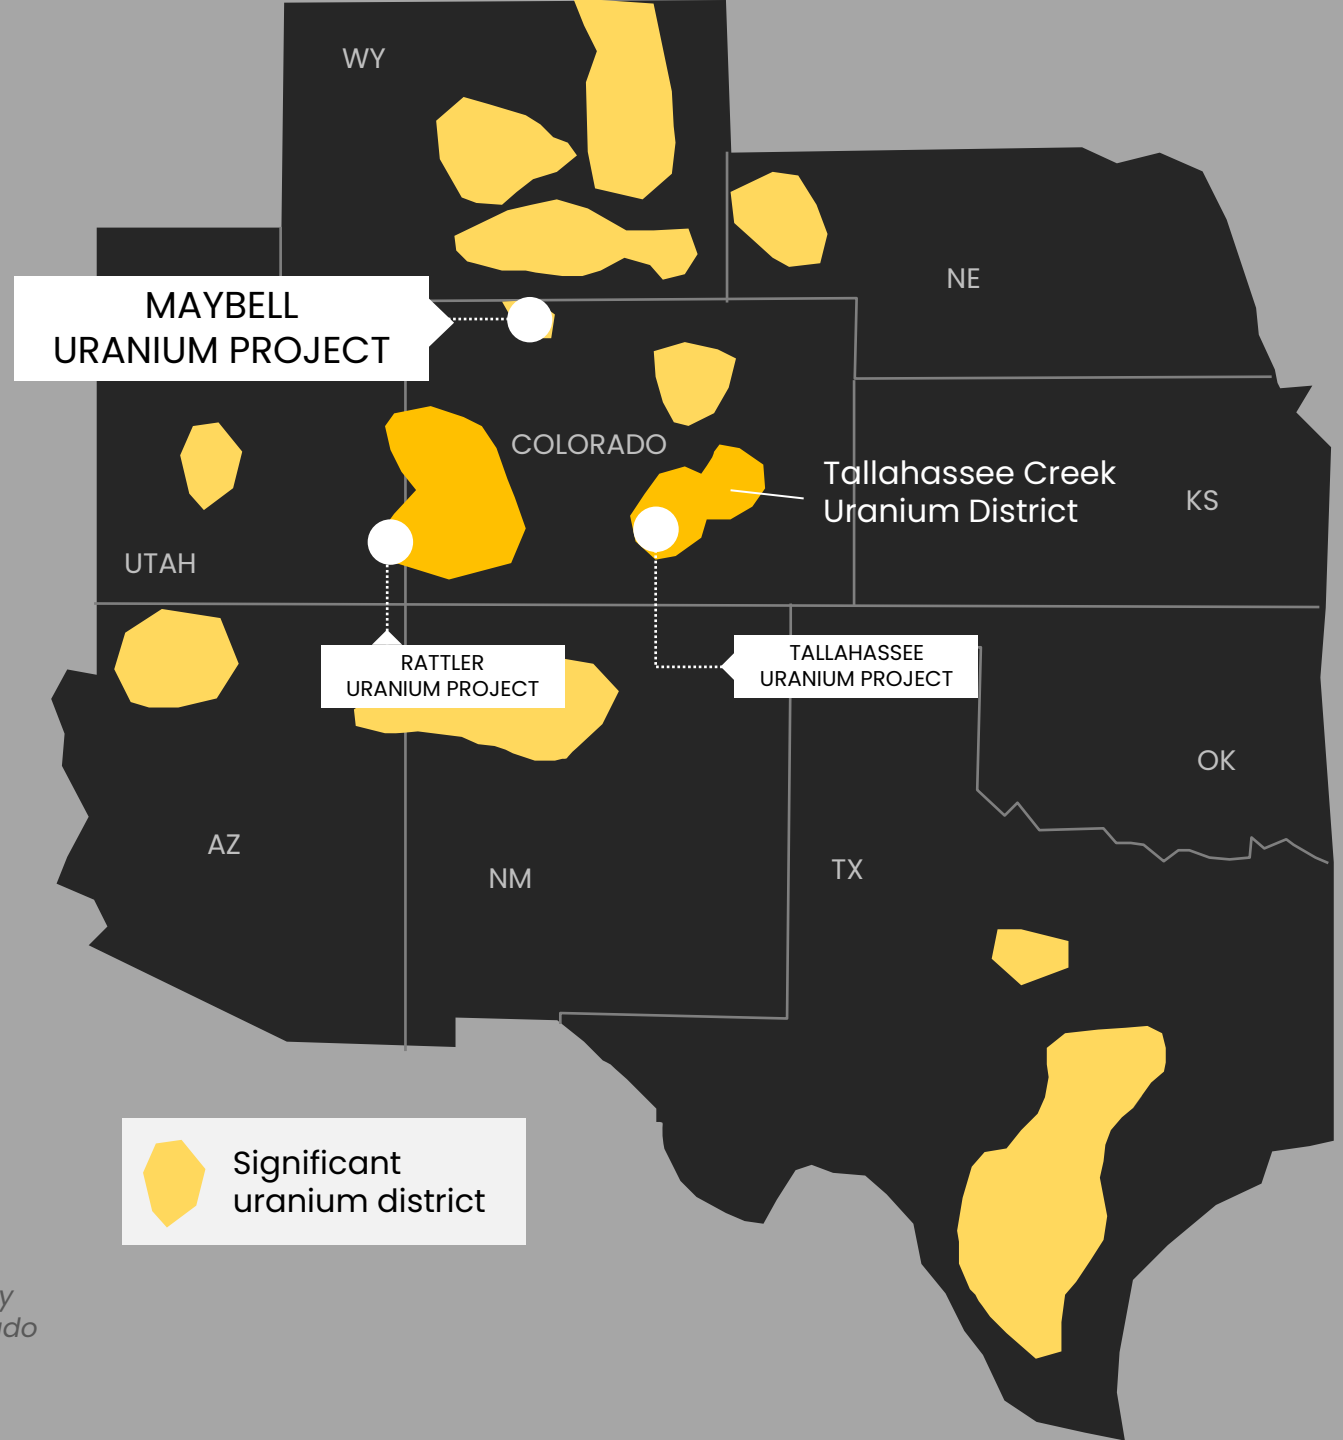 WY
NE
MAYBELL
URANIUM PROJECT
COLORADO
Tallahassee Creek
Uranium District
KS
UTAH
RATTLER
URANIUM PROJECT
TALLAHASSEE
URANIUM PROJECT
OK
AZ
NM
TX
Significant
uranium district